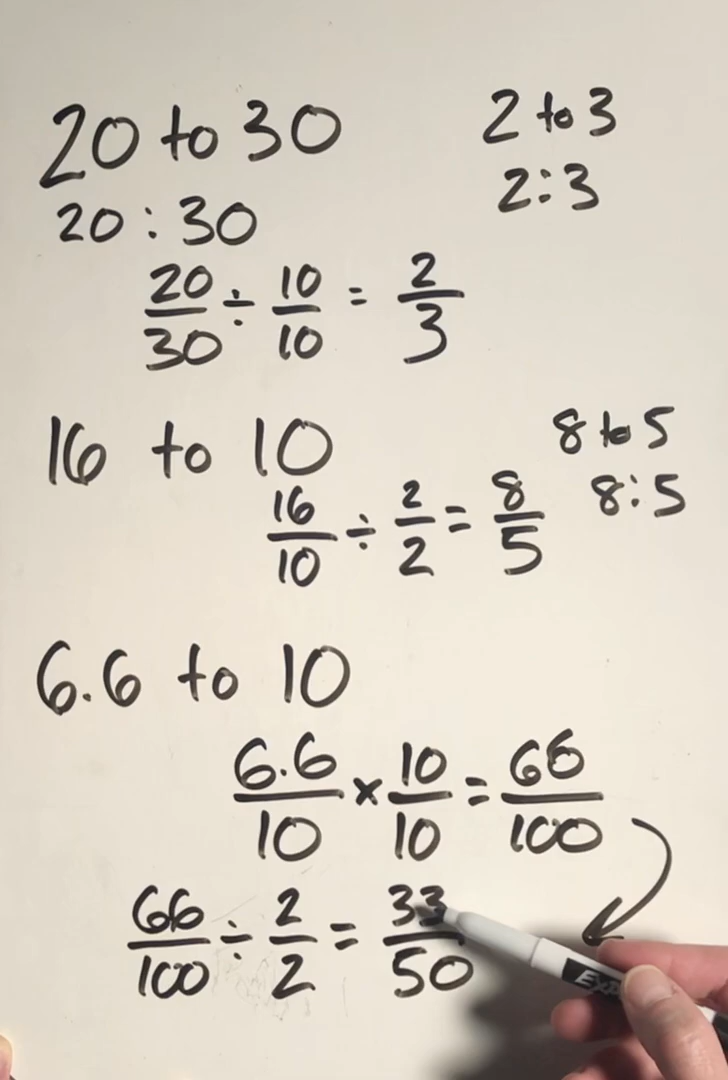 20 to 30
2 to 3
20 : 30
2:3
20/30 ÷ 10/10 = 2/3
16 to 10
8 to 5
16/10 ÷ 2/2 = 8/5
8:5
6.6 to 10
6.6/10 × 10/10 = 66/100
66/100 ÷ 2/2 = 33/50